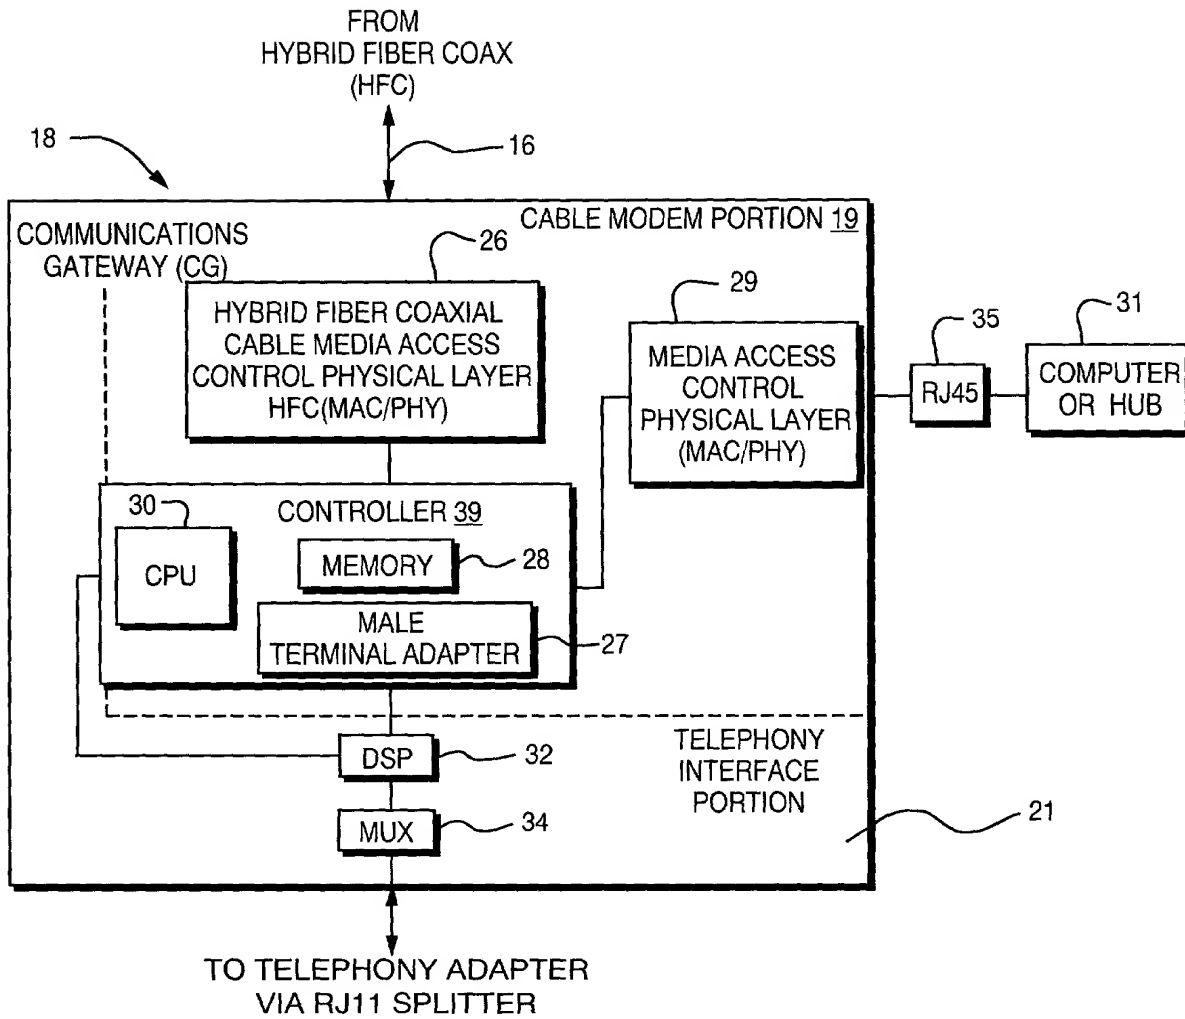 FROM
HYBRID FIBER COAX
(HFC)
18
16
CABLE MODEM PORTION 19
COMMUNICATIONS
GATEWAY (CG)
26
HYBRID FIBER COAXIAL
CABLE MEDIA ACCESS
CONTROL PHYSICAL LAYER
HFC(MAC/PHY)
29
MEDIA ACCESS
CONTROL
PHYSICAL LAYER
(MAC/PHY)
35
RJ45
31
COMPUTER
OR HUB
30
CPU
CONTROLLER 39
MEMORY
28
MALE
TERMINAL ADAPTER
27
DSP
32
TELEPHONY
INTERFACE
PORTION
MUX
34
21
TO TELEPHONY ADAPTER
VIA RJ11 SPLITTER